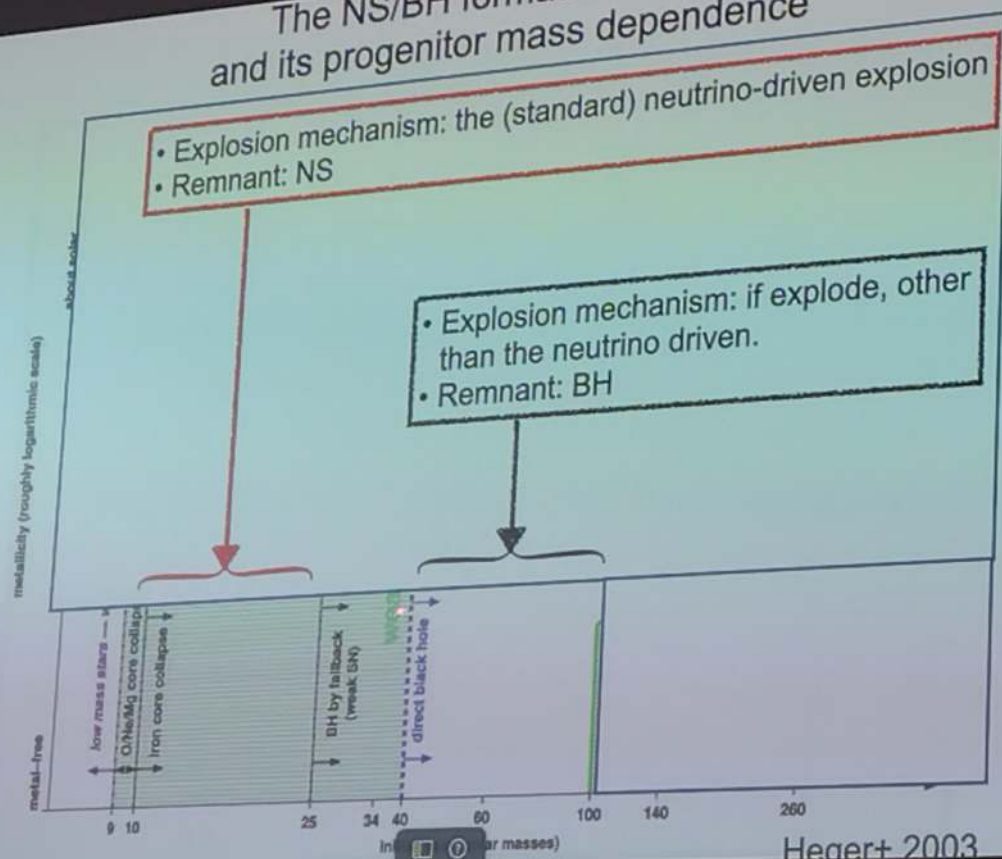 The NS/BH
and its progenitor mass dependence
• Explosion mechanism: the (standard) neutrino-driven explosion
• Remnant: NS
about solar
• Explosion mechanism: if explode, other
than the neutrino driven.
• Remnant: BH
metallicity (roughly logarithmic scale)
metal-free
low mass stars
O/Ne/Mg core collapse
Iron core collapse
BH by fallback
(weak SN)
direct black hole
9 10 25 34 40 60 100 140 260
masses)
Heger+ 2003